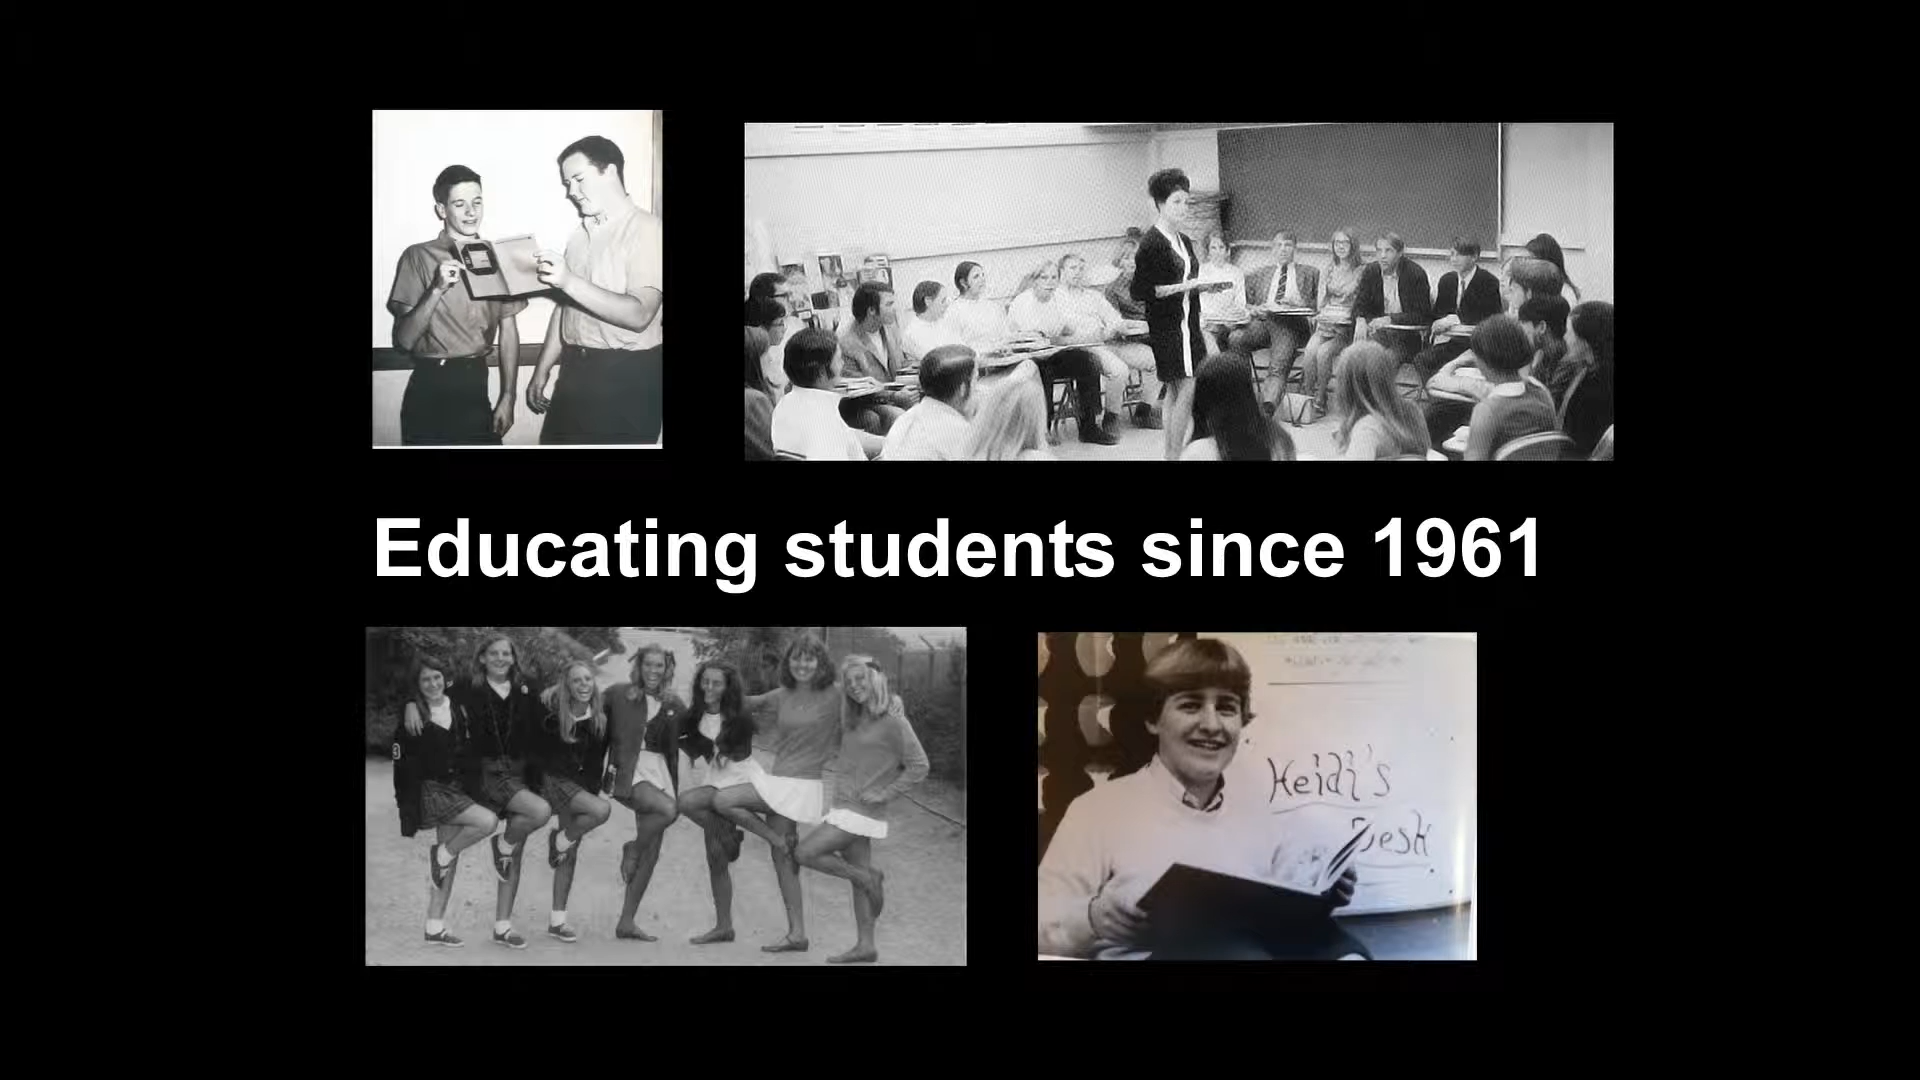 Educating students since 1961
Heidi's
Desk